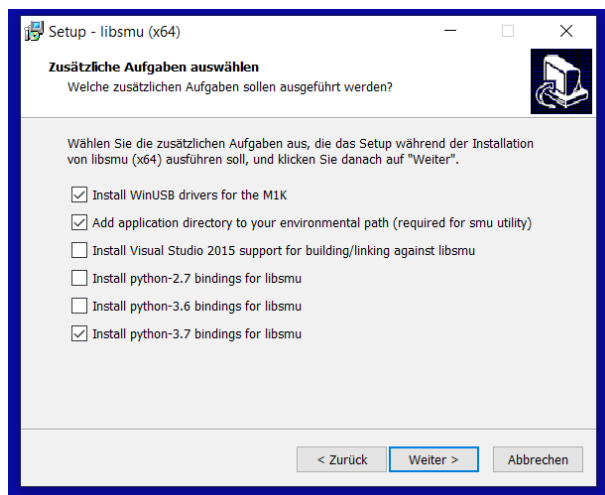 Setup - libsmu (x64)
Zusätzliche Aufgaben auswählen
Welche zusätzlichen Aufgaben sollen ausgeführt werden?
Wählen Sie die zusätzlichen Aufgaben aus, die das Setup während der Installation
von libsmu (x64) ausführen soll, und klicken Sie danach auf "Weiter".
Install WinUSB drivers for the M1K
Add application directory to your environmental path (required for smu utility)
Install Visual Studio 2015 support for building/linking against libsmu
Install python-2.7 bindings for libsmu
Install python-3.6 bindings for libsmu
Install python-3.7 bindings for libsmu
< Zurück Weiter > Abbrechen